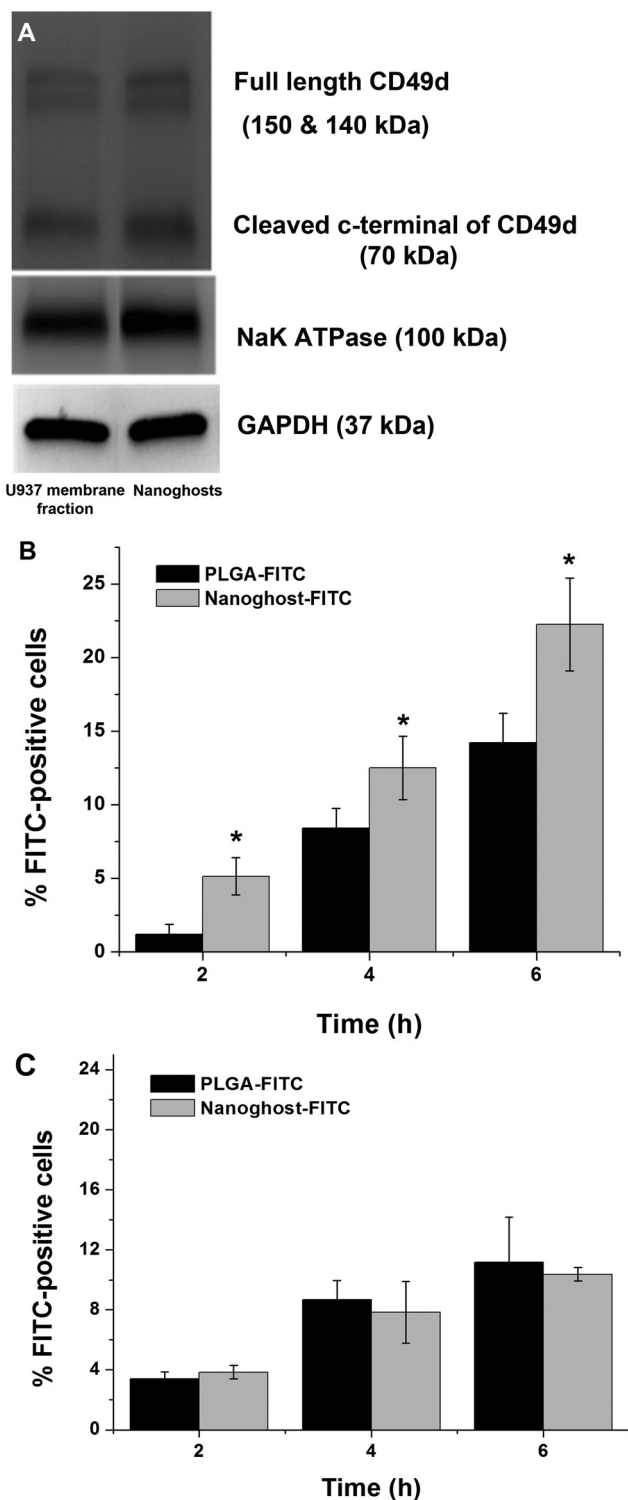 A
Full length CD49d
(150 & 140 kDa)
Cleaved c-terminal of CD49d
(70 kDa)
NaK ATPase (100 kDa)
GAPDH (37 kDa)
U937 membrane
fraction
Nanoghosts
B
PLGA-FITC
Nanoghost-FITC
% FITC-positive cells
25
20
15
10
5
0
*
*
*
2
4
6
Time (h)
C
PLGA-FITC
Nanoghost-FITC
% FITC-positive cells
24
20
16
12
8
4
0
2
4
6
Time (h)